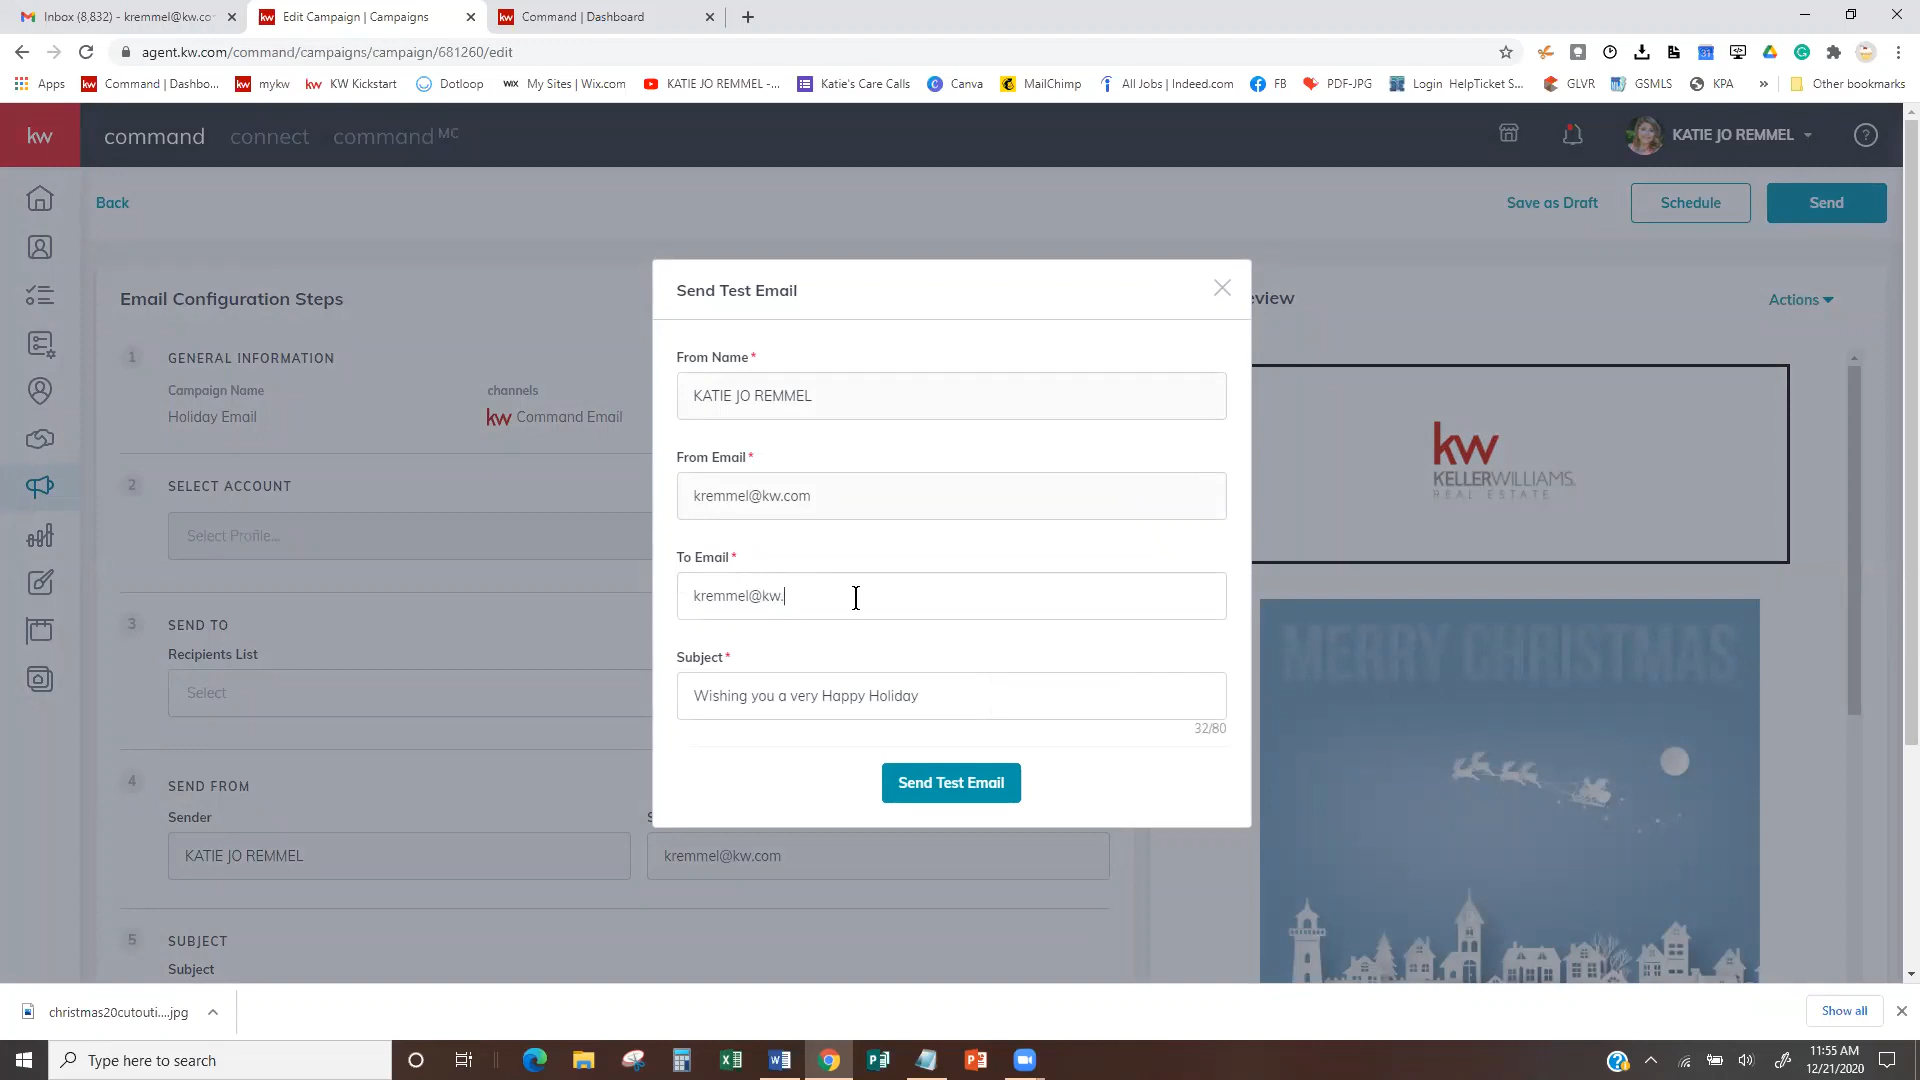 Inbox (8,832) - kremmel@kw.co
Edit Campaign | Campaigns
Command | Dashboard
agent.kw.com/command/campaigns/campaign/681260/edit
Apps
Command | Dashbo...
mykw
KW Kickstart
Dotloop
My Sites | Wix.com
KATIE JO REMMEL -...
Katie's Care Calls
Canva
MailChimp
All Jobs | Indeed.com
FB
PDF-JPG
Login HelpTicket S...
GLVR
GSMLS
KPA
»
Other bookmarks
kw
command
connect
command MC
KATIE JO REMMEL
Back
Save as Draft
Schedule
Send
Email Configuration Steps
1
GENERAL INFORMATION
Campaign Name
channels
Holiday Email
kw Command Email
2
SELECT ACCOUNT
Select Profile...
3
SEND TO
Recipients List
Select
4
SEND FROM
Sender
S
KATIE JO REMMEL
kremmel@kw.com
5
SUBJECT
Subject
Send Test Email
From Name*
KATIE JO REMMEL
From Email*
kremmel@kw.com
To Email*
kremmel@kw.
Subject*
Wishing you a very Happy Holiday
32/80
Send Test Email
eview
Actions
kw
KELLERWILLIAMS.
REAL ESTATE
MERRY CHRISTMAS
christmas20cutouti....jpg
Show all
Type here to search
11:55 AM
12/21/2020